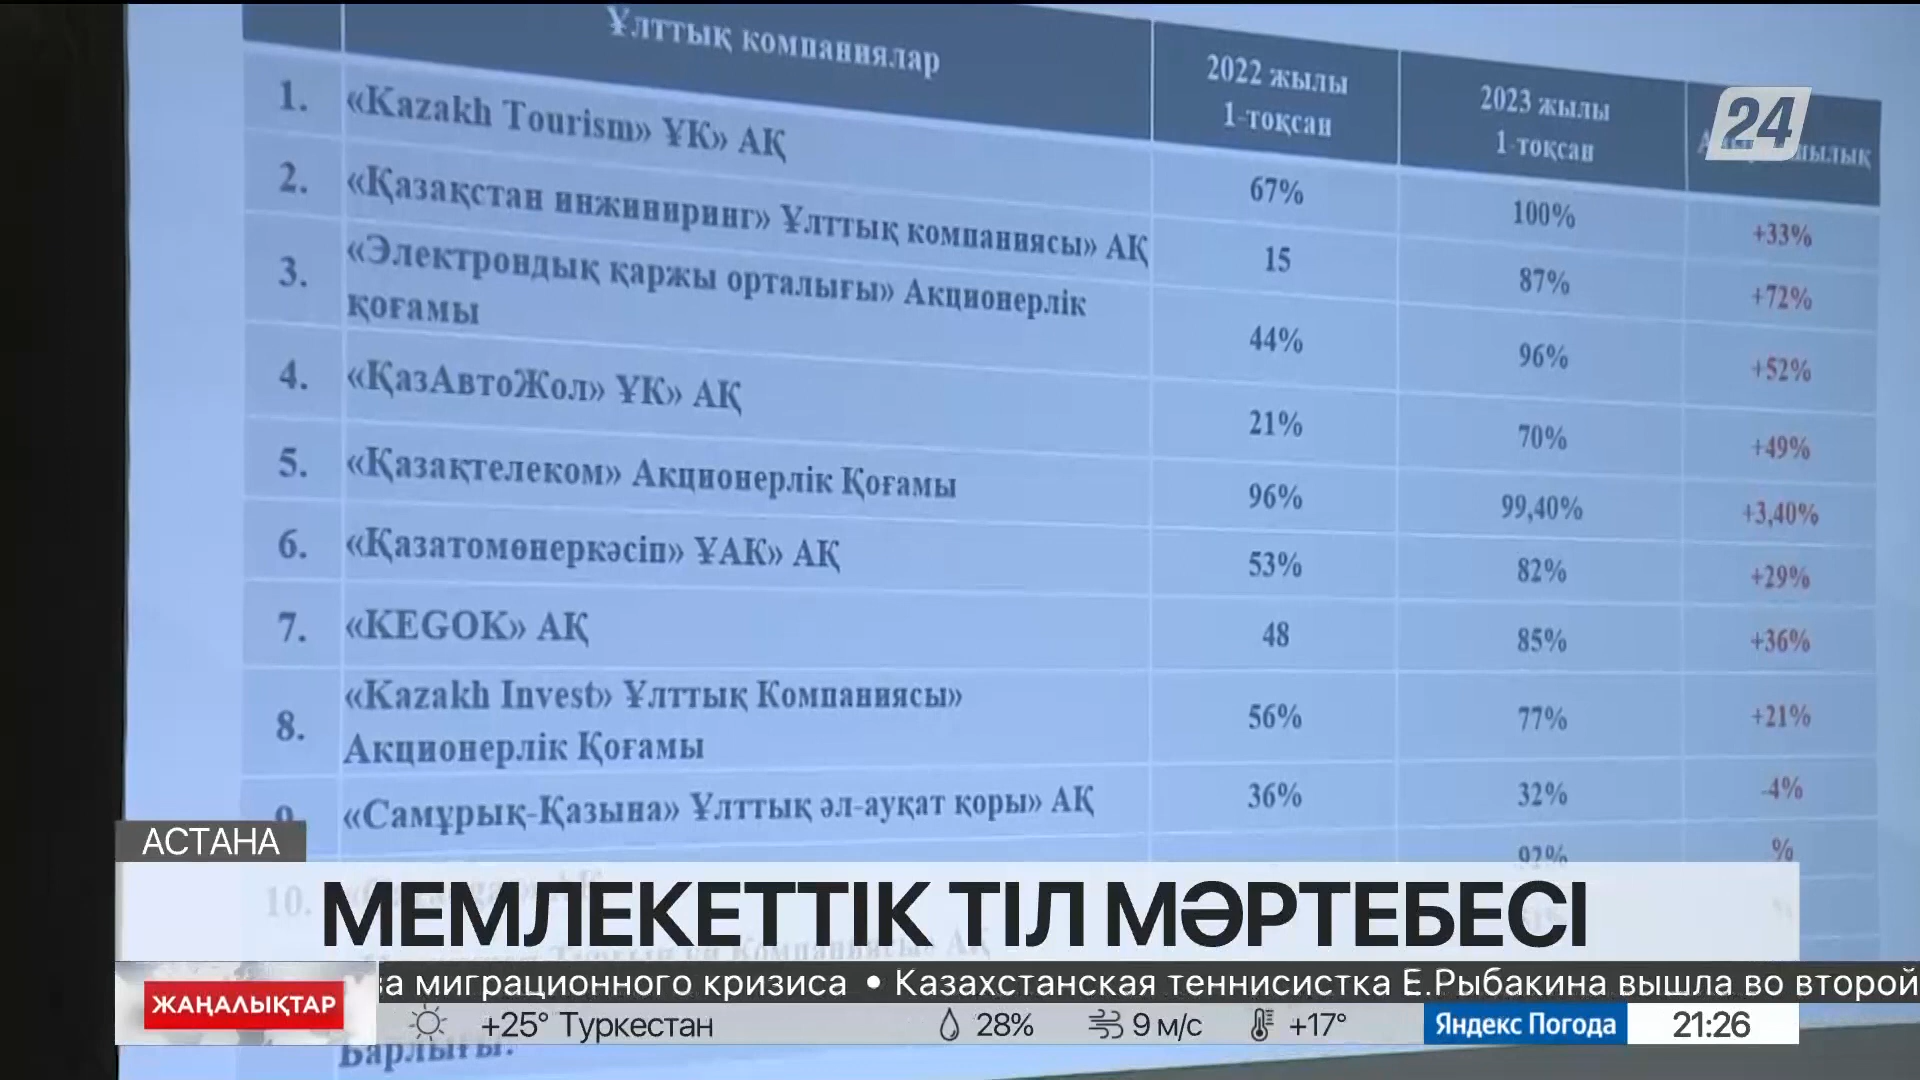 Ұлттық компаниялар
2022 жылы
1-тоқсан
2023 жылы
1-тоқсан
24
1. «Kazakh Tourism» ҰК» АҚ 67% 100% +33%
2. «Қазақстан инжиниринг» Ұлттық компаниясы» АҚ 15 87% +72%
3. «Электрондық қаржы орталығы» Акционерлік
қоғамы 44% 96% +52%
4. «ҚазАвтоЖол» ҰК» АҚ 21% 70% +49%
5. «Қазақтелеком» Акционерлік Қоғамы 96% 99,40% +3,40%
6. «Қазатомөнеркәсіп» ҰАК» АҚ 53% 82% +29%
7. «KEGOK» АҚ 48 85% +36%
8. «Kazakh Invest» Ұлттық Компаниясы»
Акционерлік Қоғамы 56% 77% +21%
9. «Самұрық-Қазына» Ұлттық әл-ауқат қоры» АҚ 36% 32% -4%
92% %
10.
АСТАНА
МЕМЛЕКЕТТІК ТІЛ МӘРТЕБЕСІ
миграционного кризиса • Казахстанская теннисистка Е.Рыбакина вышла во второй
ЖАҢАЛЫҚТАР
+25° Туркестан 28% 9 м/с +17° Яндекс Погода 21:26
Барлығы: